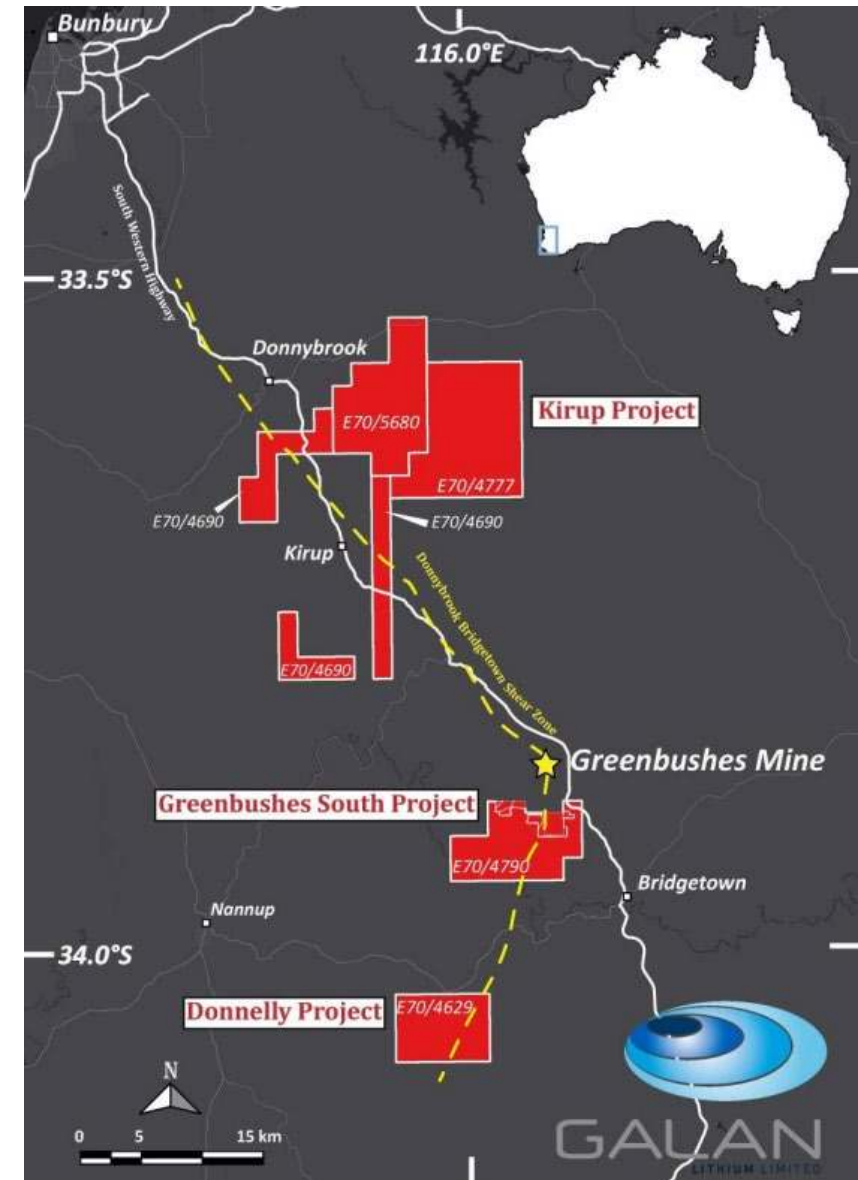 Bunbury
116.0°E
South Western Highway
33.5°S
Donnybrook
E70/5680
Kirup Project
E70/4777
E70/4690
E70/4690
Kirup
Donnybrook Bridgetown Shear Zone
E70/4690
Greenbushes Mine
Greenbushes South Project
E70/4790
Bridgetown
Nannup
34.0°S
Donnelly Project
E70/4629
N
0 5 15 km
GALAN
LITHIUM LIMITED